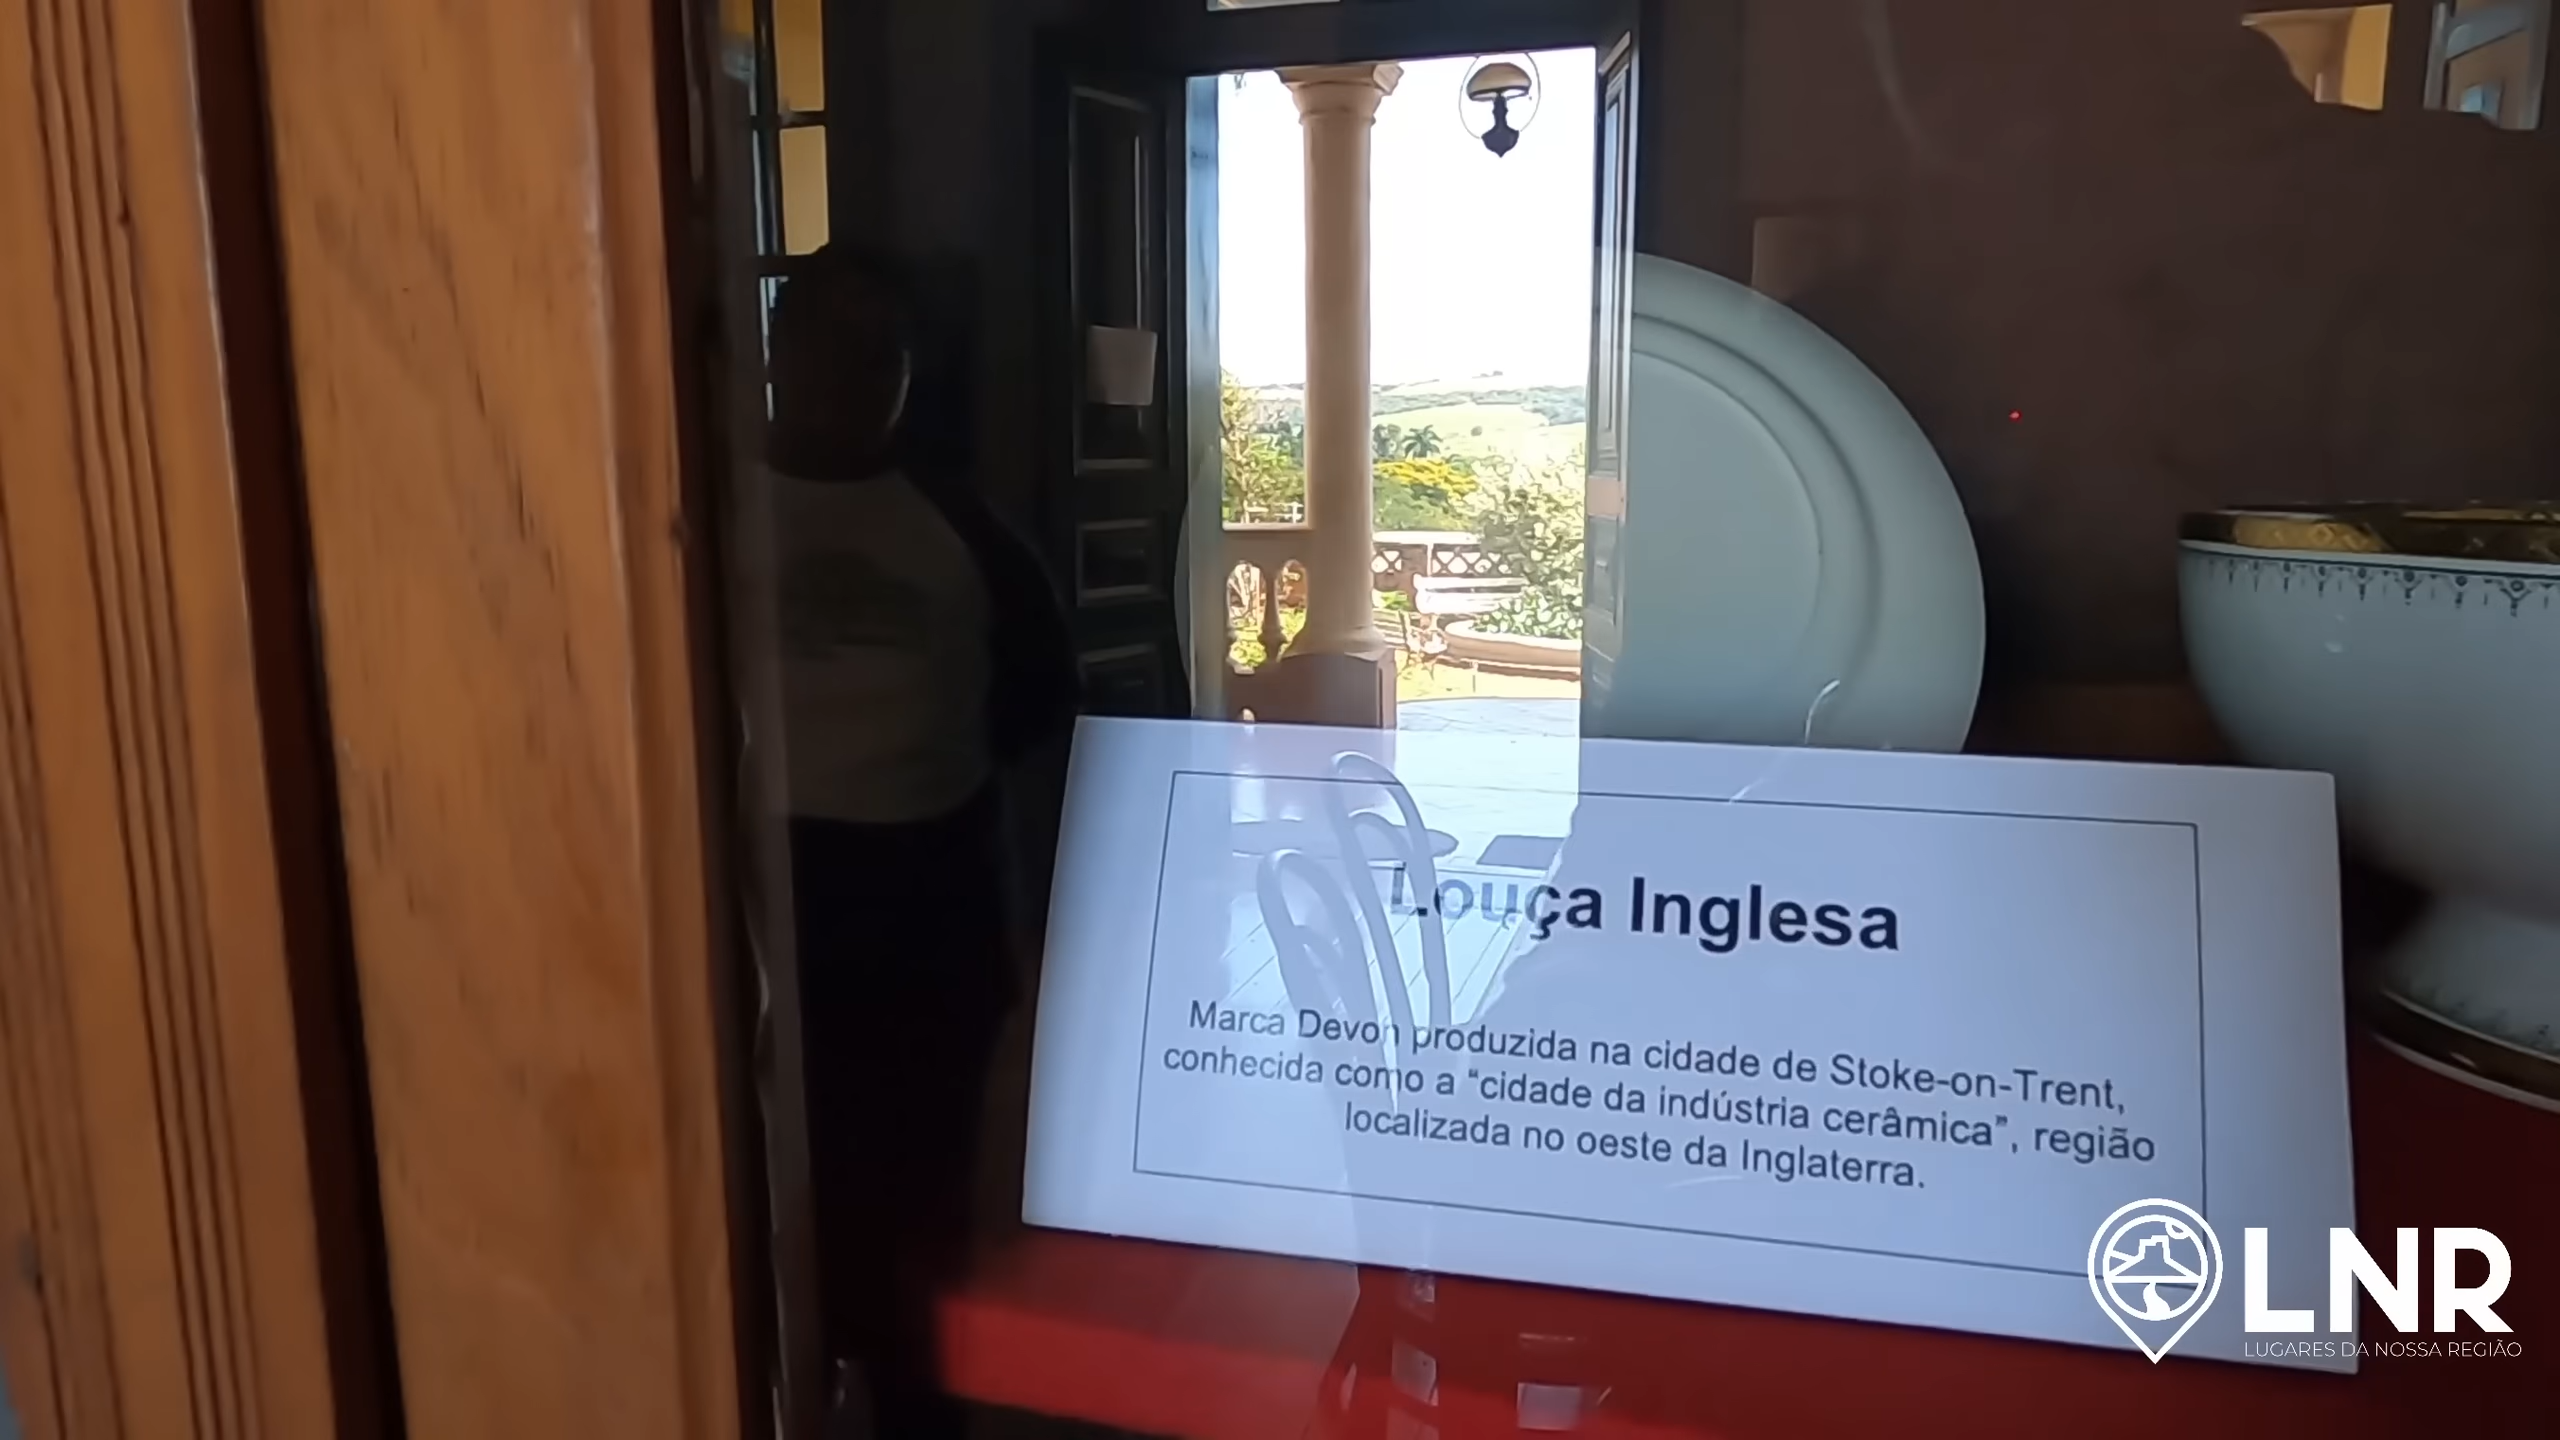 Louça Inglesa
Marca Devon produzida na cidade de Stoke-on-Trent,
conhecida como a “cidade da indústria cerâmica”, região
localizada no oeste da Inglaterra.
LNR
LUGARES DA NOSSA REGIÃO